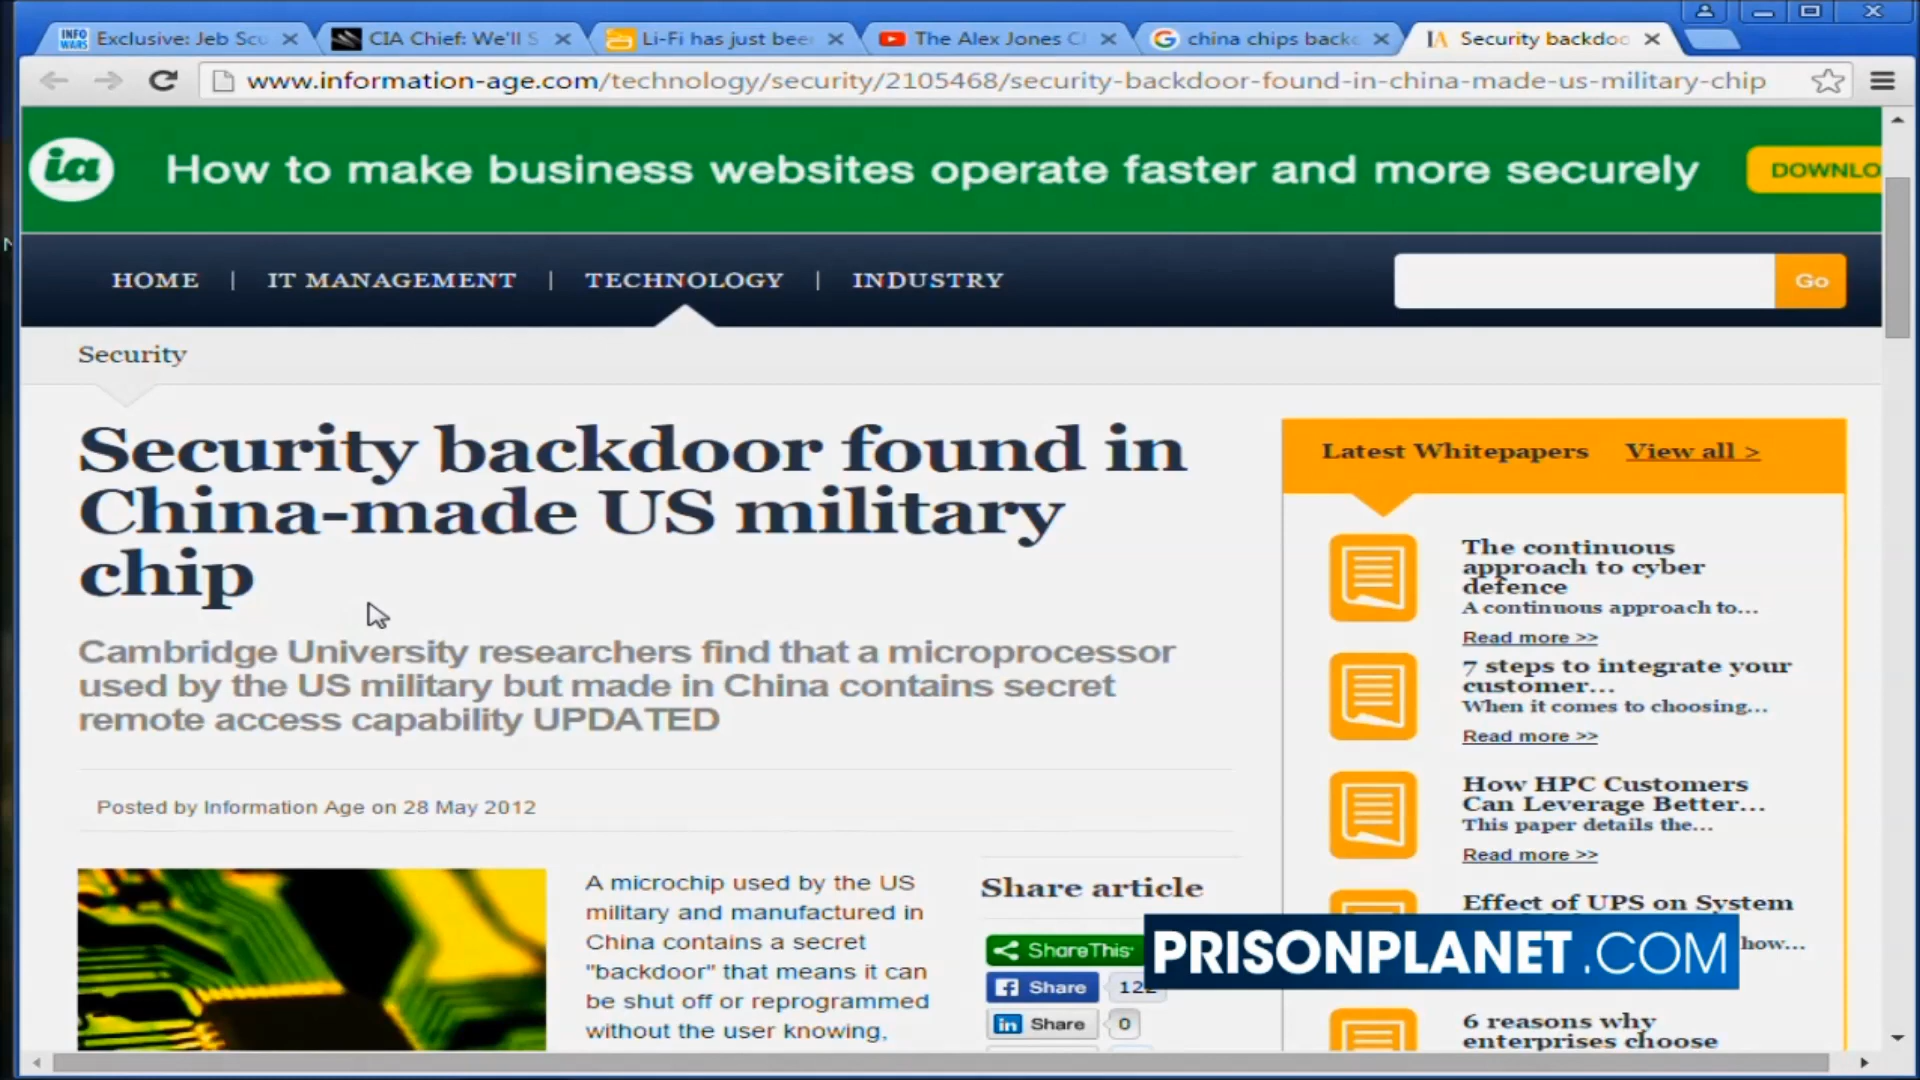 INFO
WARS
Exclusive: Jeb Scu
CIA Chief: We'll S
Li-Fi has just bee
The Alex Jones C
china chips backd
Security backdoo
www.information-age.com/technology/security/2105468/security-backdoor-found-in-china-made-us-military-chip
ia
How to make business websites operate faster and more securely
DOWNLO
HOME | IT MANAGEMENT | TECHNOLOGY | INDUSTRY
Go
Security
Security backdoor found in
China-made US military
chip
Cambridge University researchers find that a microprocessor
used by the US military but made in China contains secret
remote access capability UPDATED
Posted by Information Age on 28 May 2012
A microchip used by the US
military and manufactured in
China contains a secret
"backdoor" that means it can
be shut off or reprogrammed
without the user knowing,
Share article
ShareThis
Share
Share 0
Latest Whitepapers View all >
The continuous
approach to cyber
defence
A continuous approach to...
Read more >>
7 steps to integrate your
customer...
When it comes to choosing...
Read more >>
How HPC Customers
Can Leverage Better...
This paper details the...
Read more >>
Effect of UPS on System
how...
6 reasons why
enterprises choose
PRISONPLANET.COM